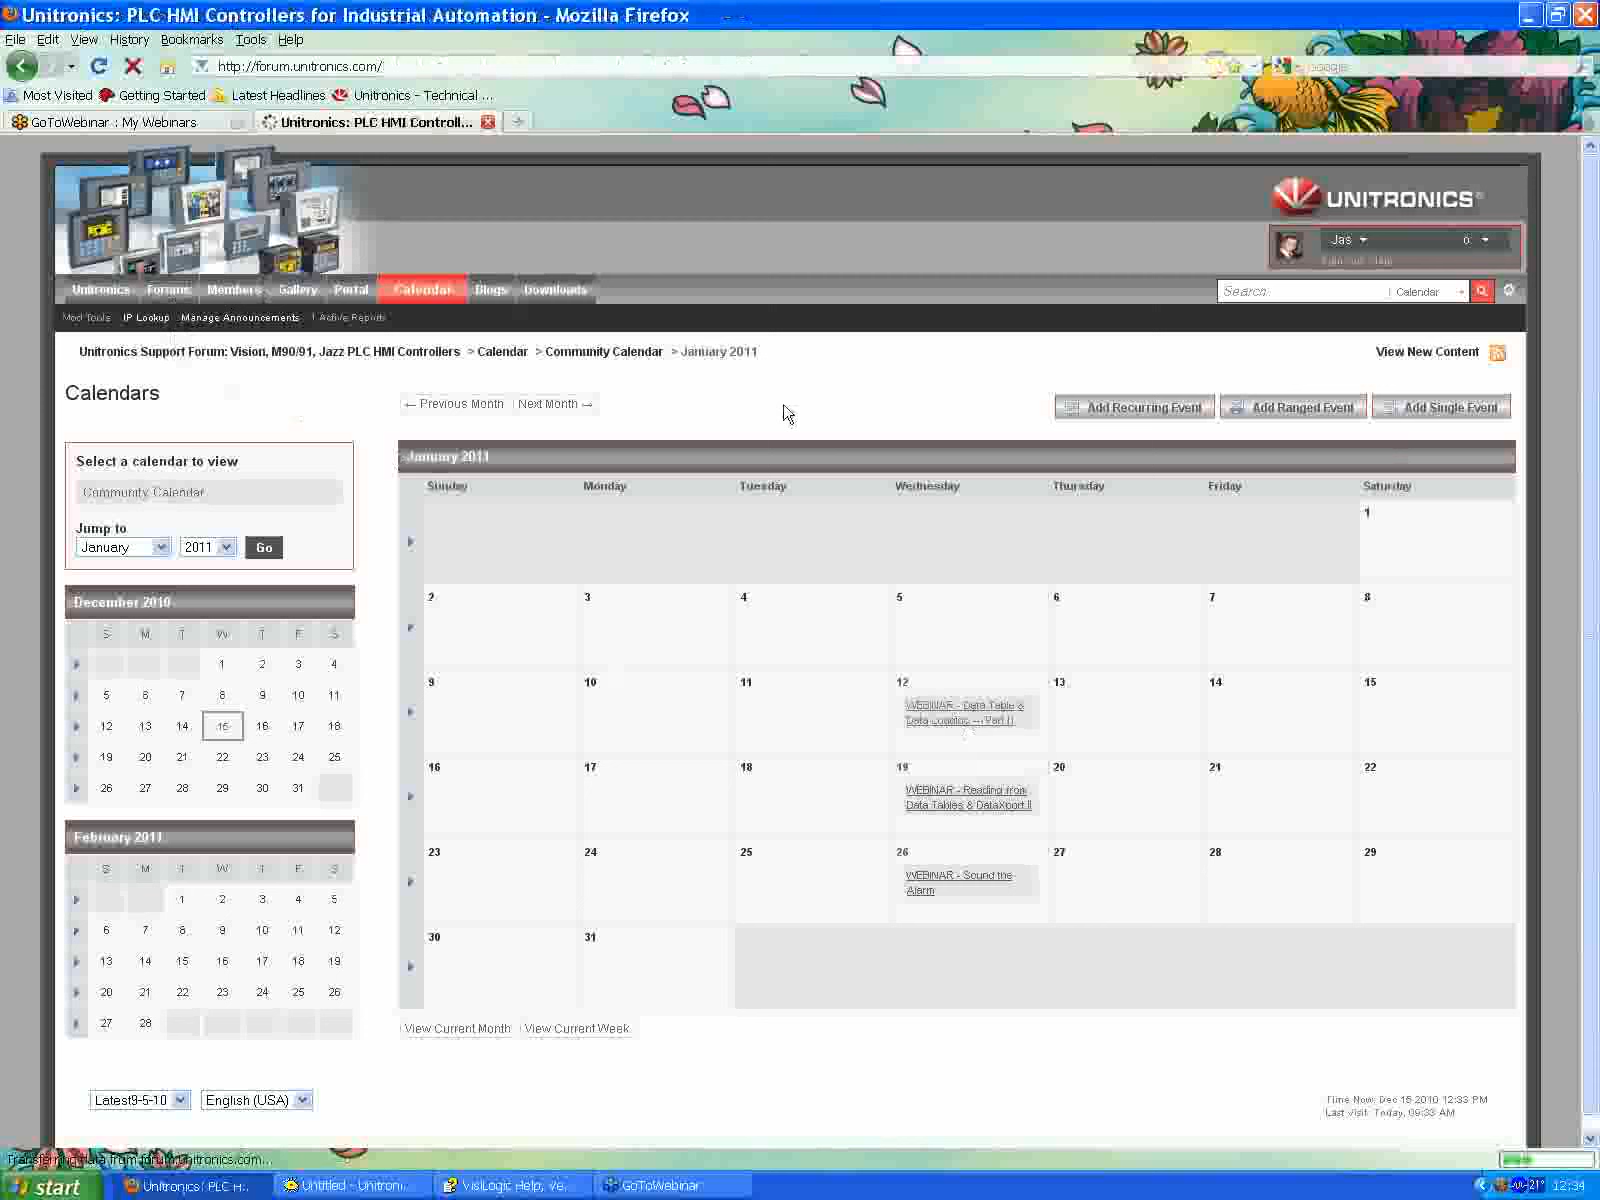 Unitronics: PLC HMI Controllers for Industrial Automation - Mozilla Firefox
File Edit View History Bookmarks Tools Help
http://forum.unitronics.com/
Google
Most Visited Getting Started Latest Headlines Unitronics - Technical ...
GoToWebinar : My Webinars Unitronics: PLC HMI Controll...
UNITRONICS
Jas 0
Unitronics Forums Members Gallery Portal Calendar Blogs Downloads
Search Calendar
Mod Tools IP Lookup Manage Announcements Active Reports
Unitronics Support Forum: Vision, M90/91, Jazz PLC HMI Controllers > Calendar > Community Calendar > January 2011
View New Content
Calendars
← Previous Month Next Month →
Add Recurring Event Add Ranged Event Add Single Event
Select a calendar to view
Community Calendar
Jump to
January 2011 Go
December 2010
S M T W T F S
1 2 3 4
5 6 7 8 9 10 11
12 13 14 15 16 17 18
19 20 21 22 23 24 25
26 27 28 29 30 31
February 2011
S M T W T F S
1 2 3 4 5
6 7 8 9 10 11 12
13 14 15 16 17 18 19
20 21 22 23 24 25 26
27 28
January 2011
Sunday Monday Tuesday Wednesday Thursday Friday Saturday
1
2 3 4 5 6 7 8
9 10 11 12 13 14 15
WEBINAR - Data Table &
Data Logging --- Part II
16 17 18 19 20 21 22
WEBINAR - Reading from
Data Tables & DataXport II
23 24 25 26 27 28 29
WEBINAR - Sound the
Alarm
30 31
View Current Month View Current Week
Latest9-5-10 English (USA)
Time Now: Dec 15 2010 12:33 PM
Last visit: Today, 09:33 AM
Transferring data from forum.unitronics.com...
start Unitronics: PLC H... Untitled - Unitroni... VisiLogic Help, Ve... GoToWebinar 21° 12:34